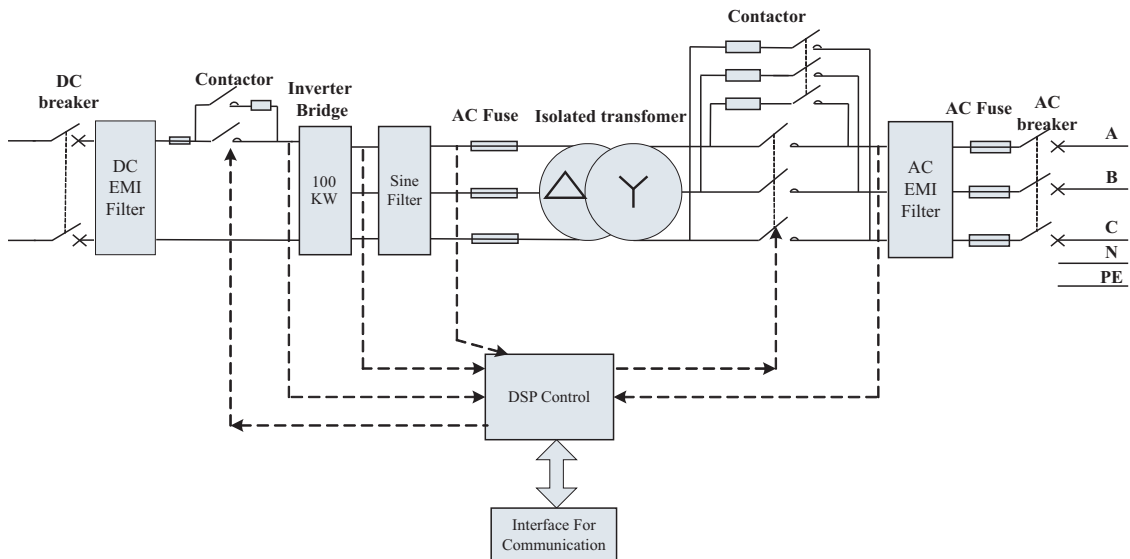 Contactor
DC
breaker
Contactor
Inverter
Bridge
AC Fuse
Isolated transfomer
AC Fuse
AC
breaker
DC
EMI
Filter
100
KW
Sine
Filter
AC
EMI
Filter
A
B
C
N
PE
DSP Control
Interface For
Communication